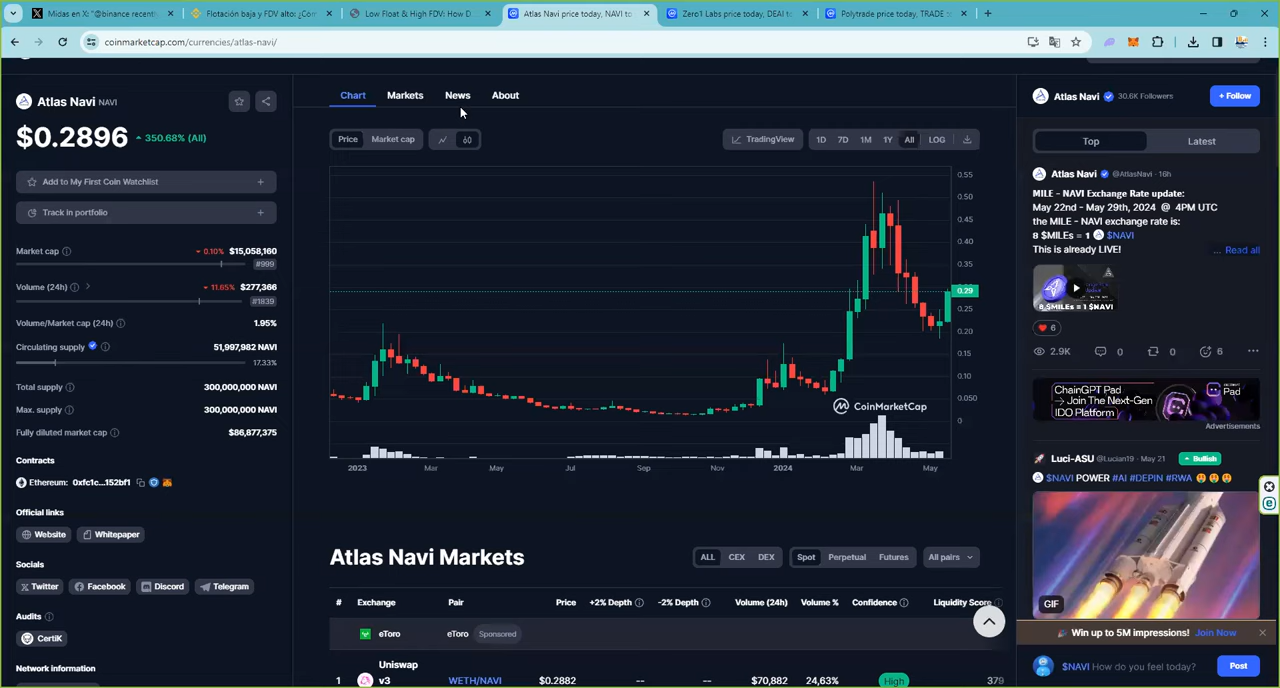 Midas en X: "@binance recent
Flotación baja y FDV alto: ¿Cóm
Low Float & High FDV: How D
Atlas Navi price today, NAVI to
Zero1 Labs price today, DEAI to
Polytrade price today, TRADE t
coinmarketcap.com/currencies/atlas-navi/
Atlas Navi NAVI
$0.2896 350.68% (All)
Add to My First Coin Watchlist
Track in portfolio
Market cap 0.10% $15,058,160
#999
Volume (24h) 11.65% $277,366
#1839
Volume/Market cap (24h) 1.95%
Circulating supply 51,997,982 NAVI
17.33%
Total supply 300,000,000 NAVI
Max. supply 300,000,000 NAVI
Fully diluted market cap $86,877,375
Contracts
Ethereum: 0xfc1c...152bf1
Official links
Website Whitepaper
Socials
Twitter Facebook Discord Telegram
Audits
CertiK
Network information
Chart Markets News About
Price Market cap TradingView 1D 7D 1M 1Y All LOG
0.55
0.50
0.45
0.40
0.35
0.29
0.25
0.20
0.15
0.10
0.050
0
CoinMarketCap
2023 Mar May Jul Sep Nov 2024 Mar May
Atlas Navi Markets
ALL CEX DEX Spot Perpetual Futures All pairs
# Exchange Pair Price +2% Depth -2% Depth Volume (24h) Volume % Confidence Liquidity Score
eToro eToro Sponsored
1 Uniswap v3 WETH/NAVI $0.2882 -- -- $70,882 24,63% High 379
Atlas Navi 30.6K Followers + Follow
Top Latest
Atlas Navi @AtlasNavi · 16h
MILE - NAVI Exchange Rate update:
May 22nd - May 29th, 2024 @ 4PM UTC
the MILE - NAVI exchange rate is:
8 $MILEs = 1 $NAVI
This is already LIVE! ... Read all
8 $MILES = 1 $NAVI
6
2.9K 0 0 6
ChainGPT Pad
→ Join The Next-Gen
IDO Platform
Pad
Advertisements
Luci-ASU @Lucian19 · May 21 Bullish
$NAVI POWER #AI #DEPIN #RWA
GIF
Win up to 5M impressions! Join Now
$NAVI How do you feel today? Post